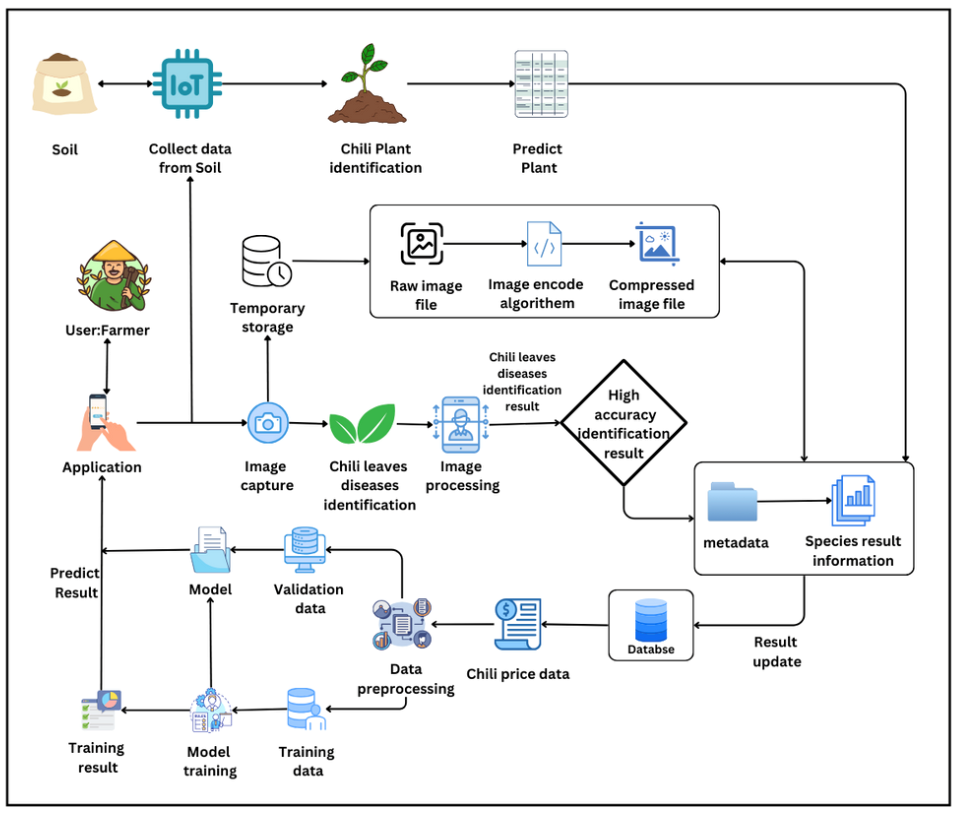 IoT
Soil
Collect data
from Soil
Chili Plant
identification
Predict
Plant
User:Farmer
Temporary
storage
Raw image
file
Image encode
algorithem
Compressed
image file
Chili leaves
diseases
identification
result
High
accuracy
identification
result
Application
Image
capture
Chili leaves
diseases
identification
Image
processing
metadata
Species result
information
Predict
Result
Model
Validation
data
Data
preprocessing
Chili price data
Databse
Result
update
Training
result
Model
training
Training
data